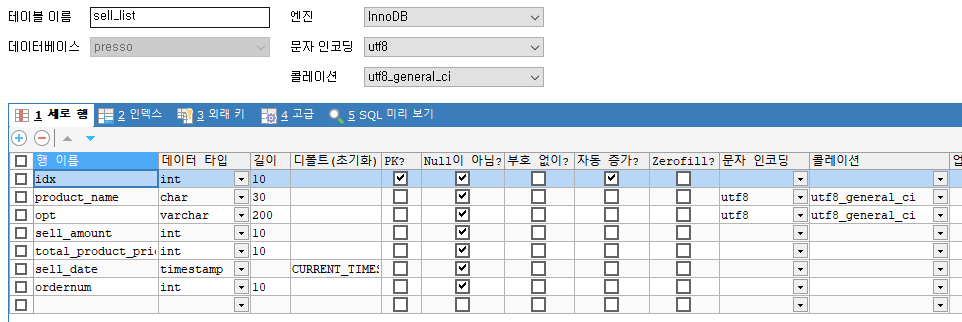 테이블 이름 sell_list 엔진 InnoDB
데이터베이스 presso 문자 인코딩 utf8
콜레이션 utf8_general_ci
1 세로 행 2 인덱스 3 외래 키 4 고급 5 SQL 미리 보기
행 이름 데이터 타입 길이 디폴트(초기화) PK? Null이 아님? 부호 없이? 자동 증가? Zerofill? 문자 인코딩 콜레이션 업
idx int 10
product_name char 30 utf8 utf8_general_ci
opt varchar 200 utf8 utf8_general_ci
sell_amount int 10
total_product_pri int 10
sell_date timestamp CURRENT_TIMES
ordernum int 10